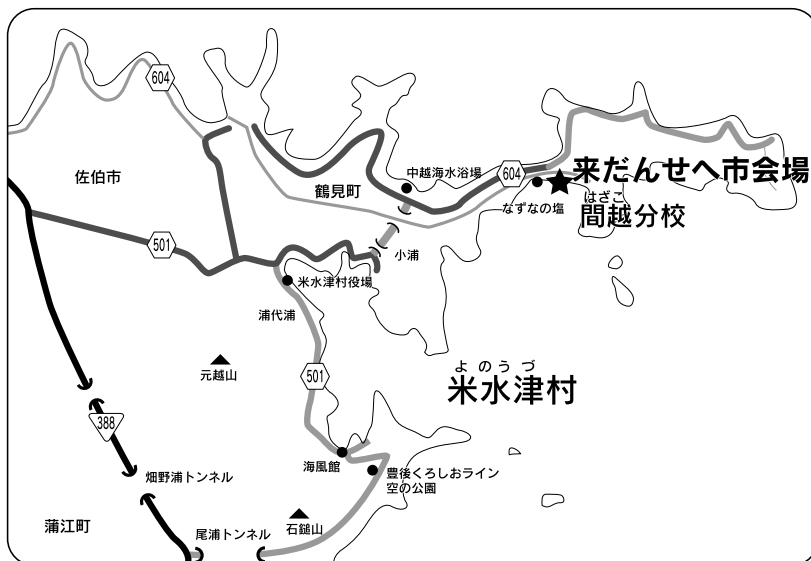 604
佐伯市
鶴見町
中越海水浴場
604
来だんせへ市会場
はざこ
間越分校
なずなの塩
501
小浦
米水津村役場
浦代浦
元越山
501
よのうづ
米水津村
388
海風館
豊後くろしおライン
空の公園
畑野浦トンネル
石鎚山
蒲江町
尾浦トンネル